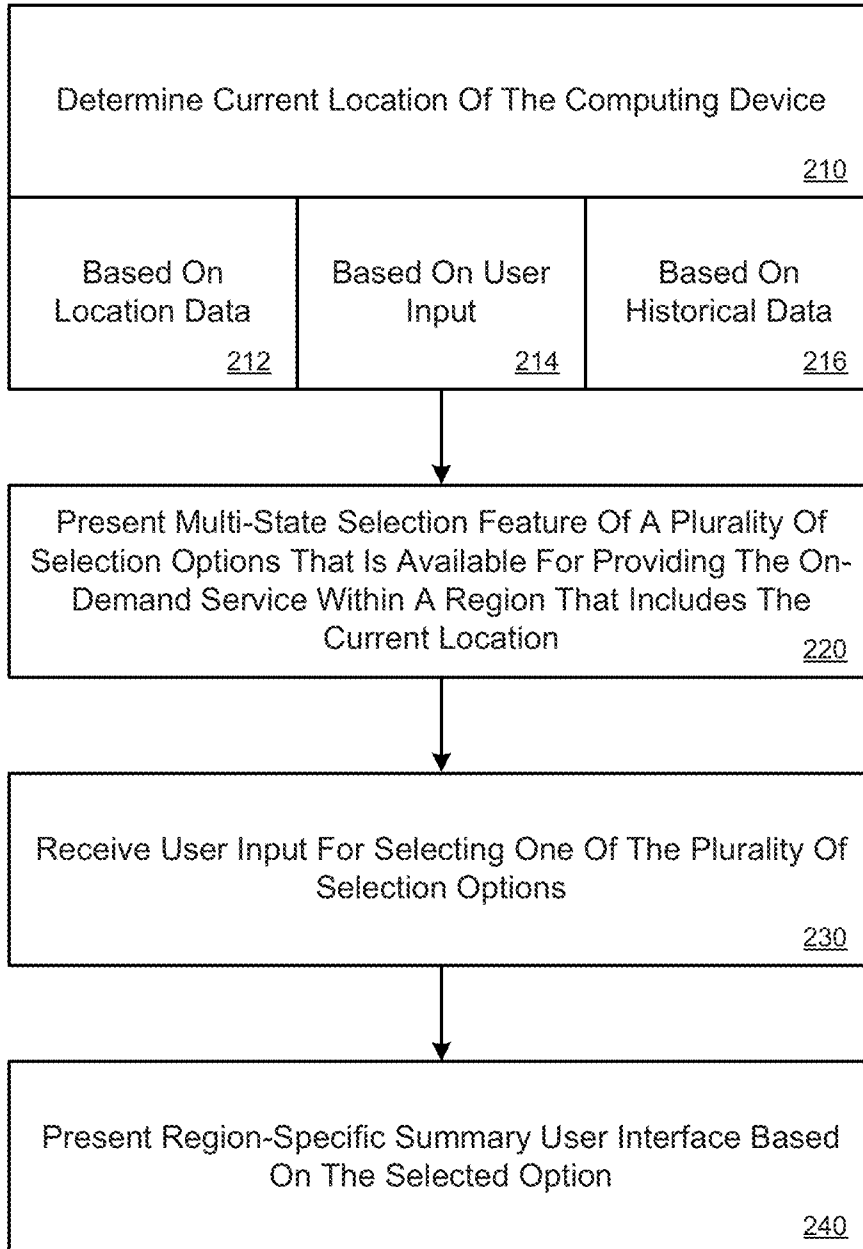 Determine Current Location Of The Computing Device
210
Based On
Location Data
212
Based On User
Input
214
Based On
Historical Data
216
Present Multi-State Selection Feature Of A Plurality Of
Selection Options That Is Available For Providing The On-
Demand Service Within A Region That Includes The
Current Location
220
Receive User Input For Selecting One Of The Plurality Of
Selection Options
230
Present Region-Specific Summary User Interface Based
On The Selected Option
240